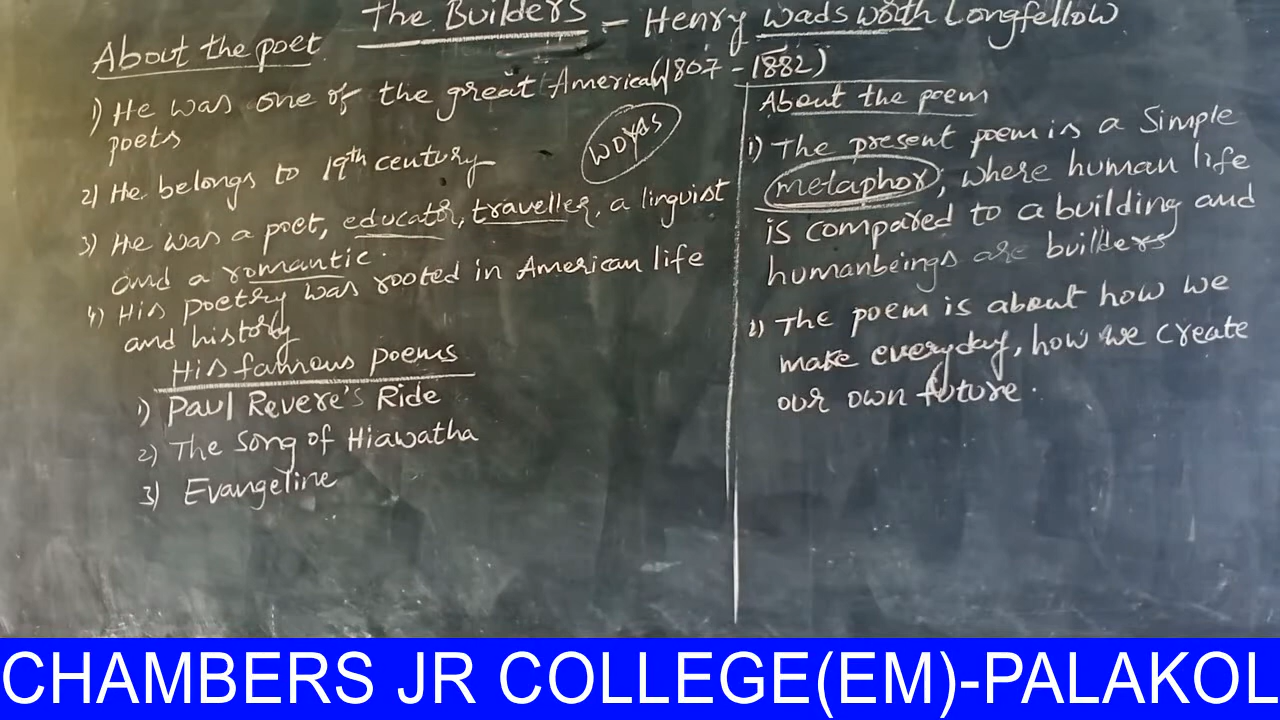 The Builders - Henry wads worth Longfellow
About the poet
1) He was one of the great American (1807 - 1882)
poets
2) He belongs to 19th century
3) He was a poet, educator, traveller, a linguist
and a romantic.
4) His poetry was rooted in American life
and history
His famous poems
1) Paul Revere's Ride
2) The Song of Hiawatha
3) Evangeline
About the poem
1) The present poem is a Simple
metaphor, where human life
is compared to a building and
humanbeings are builders
2) The poem is about how we
make everyday, how we create
our own future.
CHAMBERS JR COLLEGE(EM)-PALAKOL